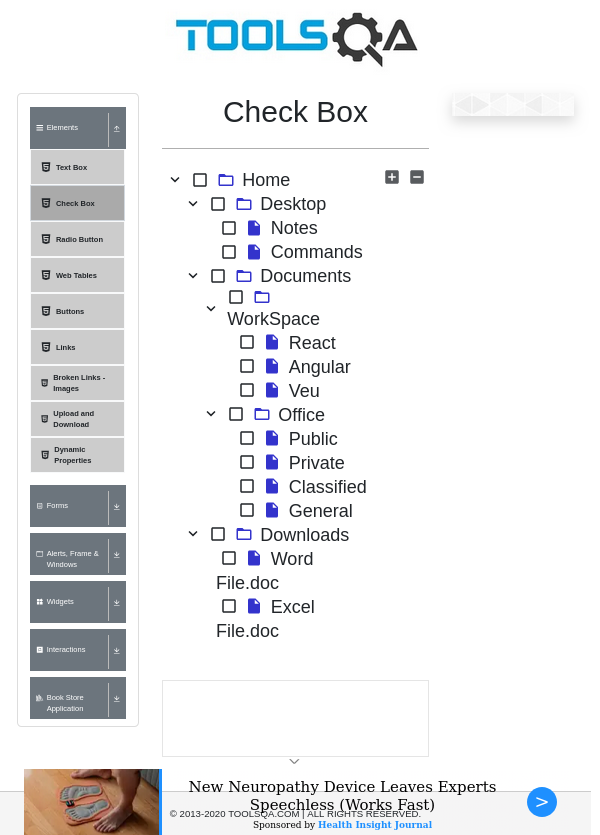 TOOLSQA
Elements
Text Box
Check Box
Radio Button
Web Tables
Buttons
Links
Broken Links -
Images
Upload and
Download
Dynamic
Properties
Forms
Alerts, Frame &
Windows
Widgets
Interactions
Book Store
Application
Check Box
Home
Desktop
Notes
Commands
Documents
WorkSpace
React
Angular
Veu
Office
Public
Private
Classified
General
Downloads
Word
File.doc
Excel
File.doc
New Neuropathy Device Leaves Experts
Speechless (Works Fast)
© 2013-2020 TOOLSQA.COM | ALL RIGHTS RESERVED.
Sponsored by Health Insight Journal